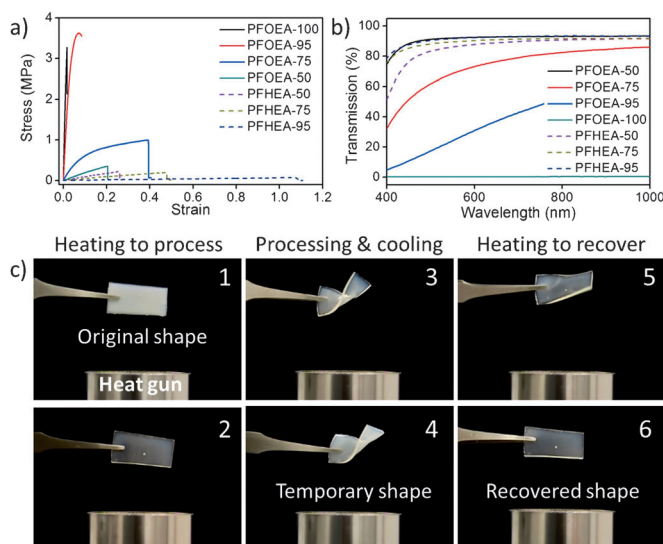 a)
4
3
2
1
0
Stress (MPa)
0.0 0.2 0.4 0.6 0.8 1.0 1.2
Strain
PFOEA-100
PFOEA-95
PFOEA-75
PFOEA-50
PFHEA-50
PFHEA-75
PFHEA-95
b)
100
80
60
40
20
0
Transmission (%)
400 600 800 1000
Wavelength (nm)
PFOEA-50
PFOEA-75
PFOEA-95
PFOEA-100
PFHEA-50
PFHEA-75
PFHEA-95
c)
Heating to process
Processing & cooling
Heating to recover
1
Original shape
Heat gun
3
5
2
4
Temporary shape
6
Recovered shape